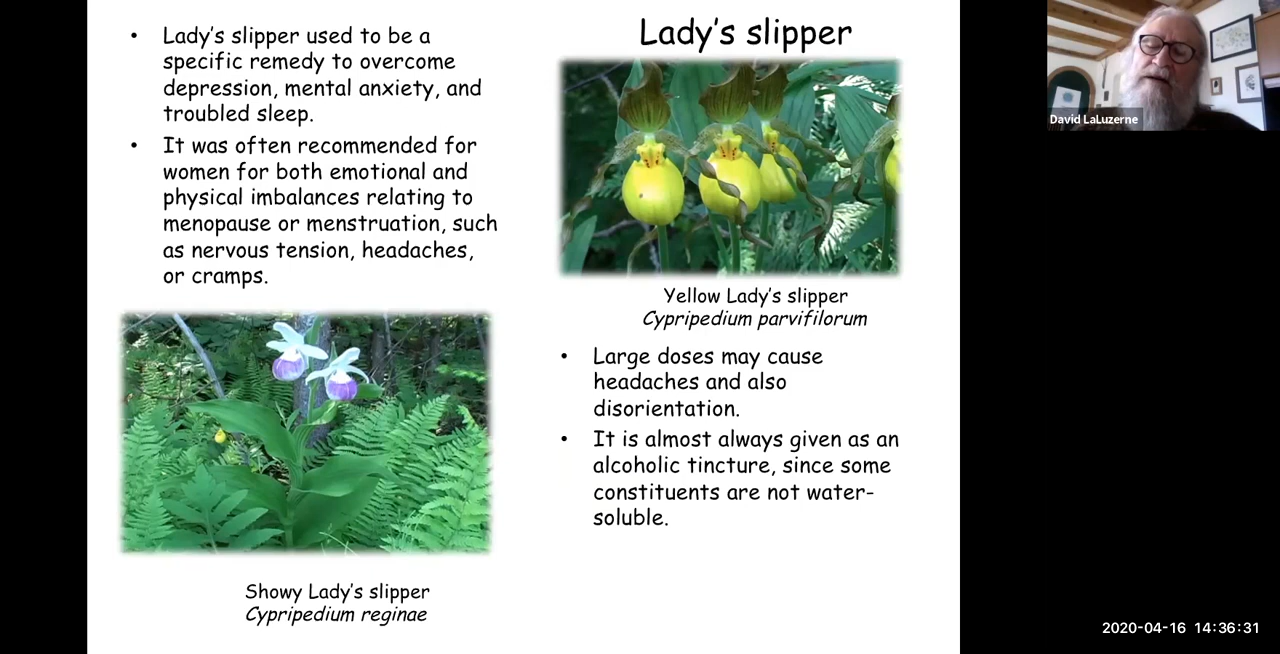 • Lady's slipper used to be a
specific remedy to overcome
depression, mental anxiety, and
troubled sleep.
• It was often recommended for
women for both emotional and
physical imbalances relating to
menopause or menstruation, such
as nervous tension, headaches,
or cramps.
Showy Lady's slipper
Cypripedium reginae
Lady's slipper
Yellow Lady's slipper
Cypripedium parvifilorum
• Large doses may cause
headaches and also
disorientation.
• It is almost always given as an
alcoholic tincture, since some
constituents are not water-
soluble.
David LaLuzerne
2020-04-16 14:36:31